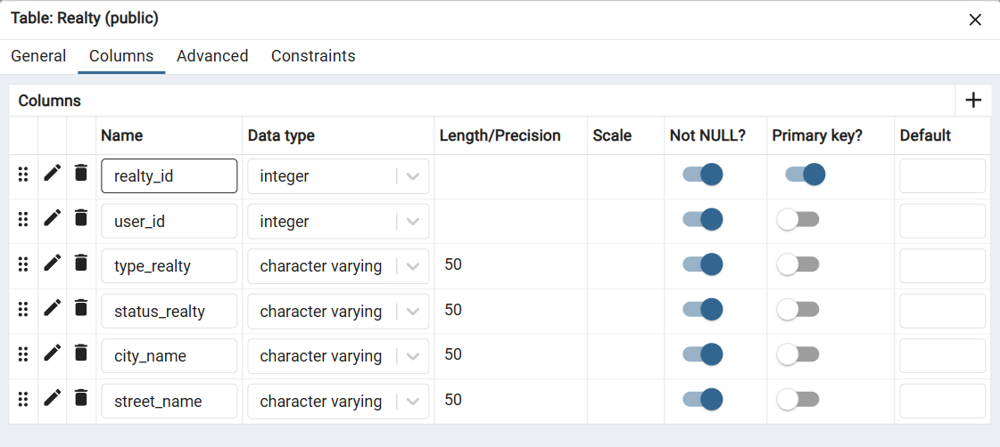 Table: Realty (public)
General Columns Advanced Constraints
Columns
Name Data type Length/Precision Scale Not NULL? Primary key? Default
realty_id integer
user_id integer
type_realty character varying 50
status_realty character varying 50
city_name character varying 50
street_name character varying 50